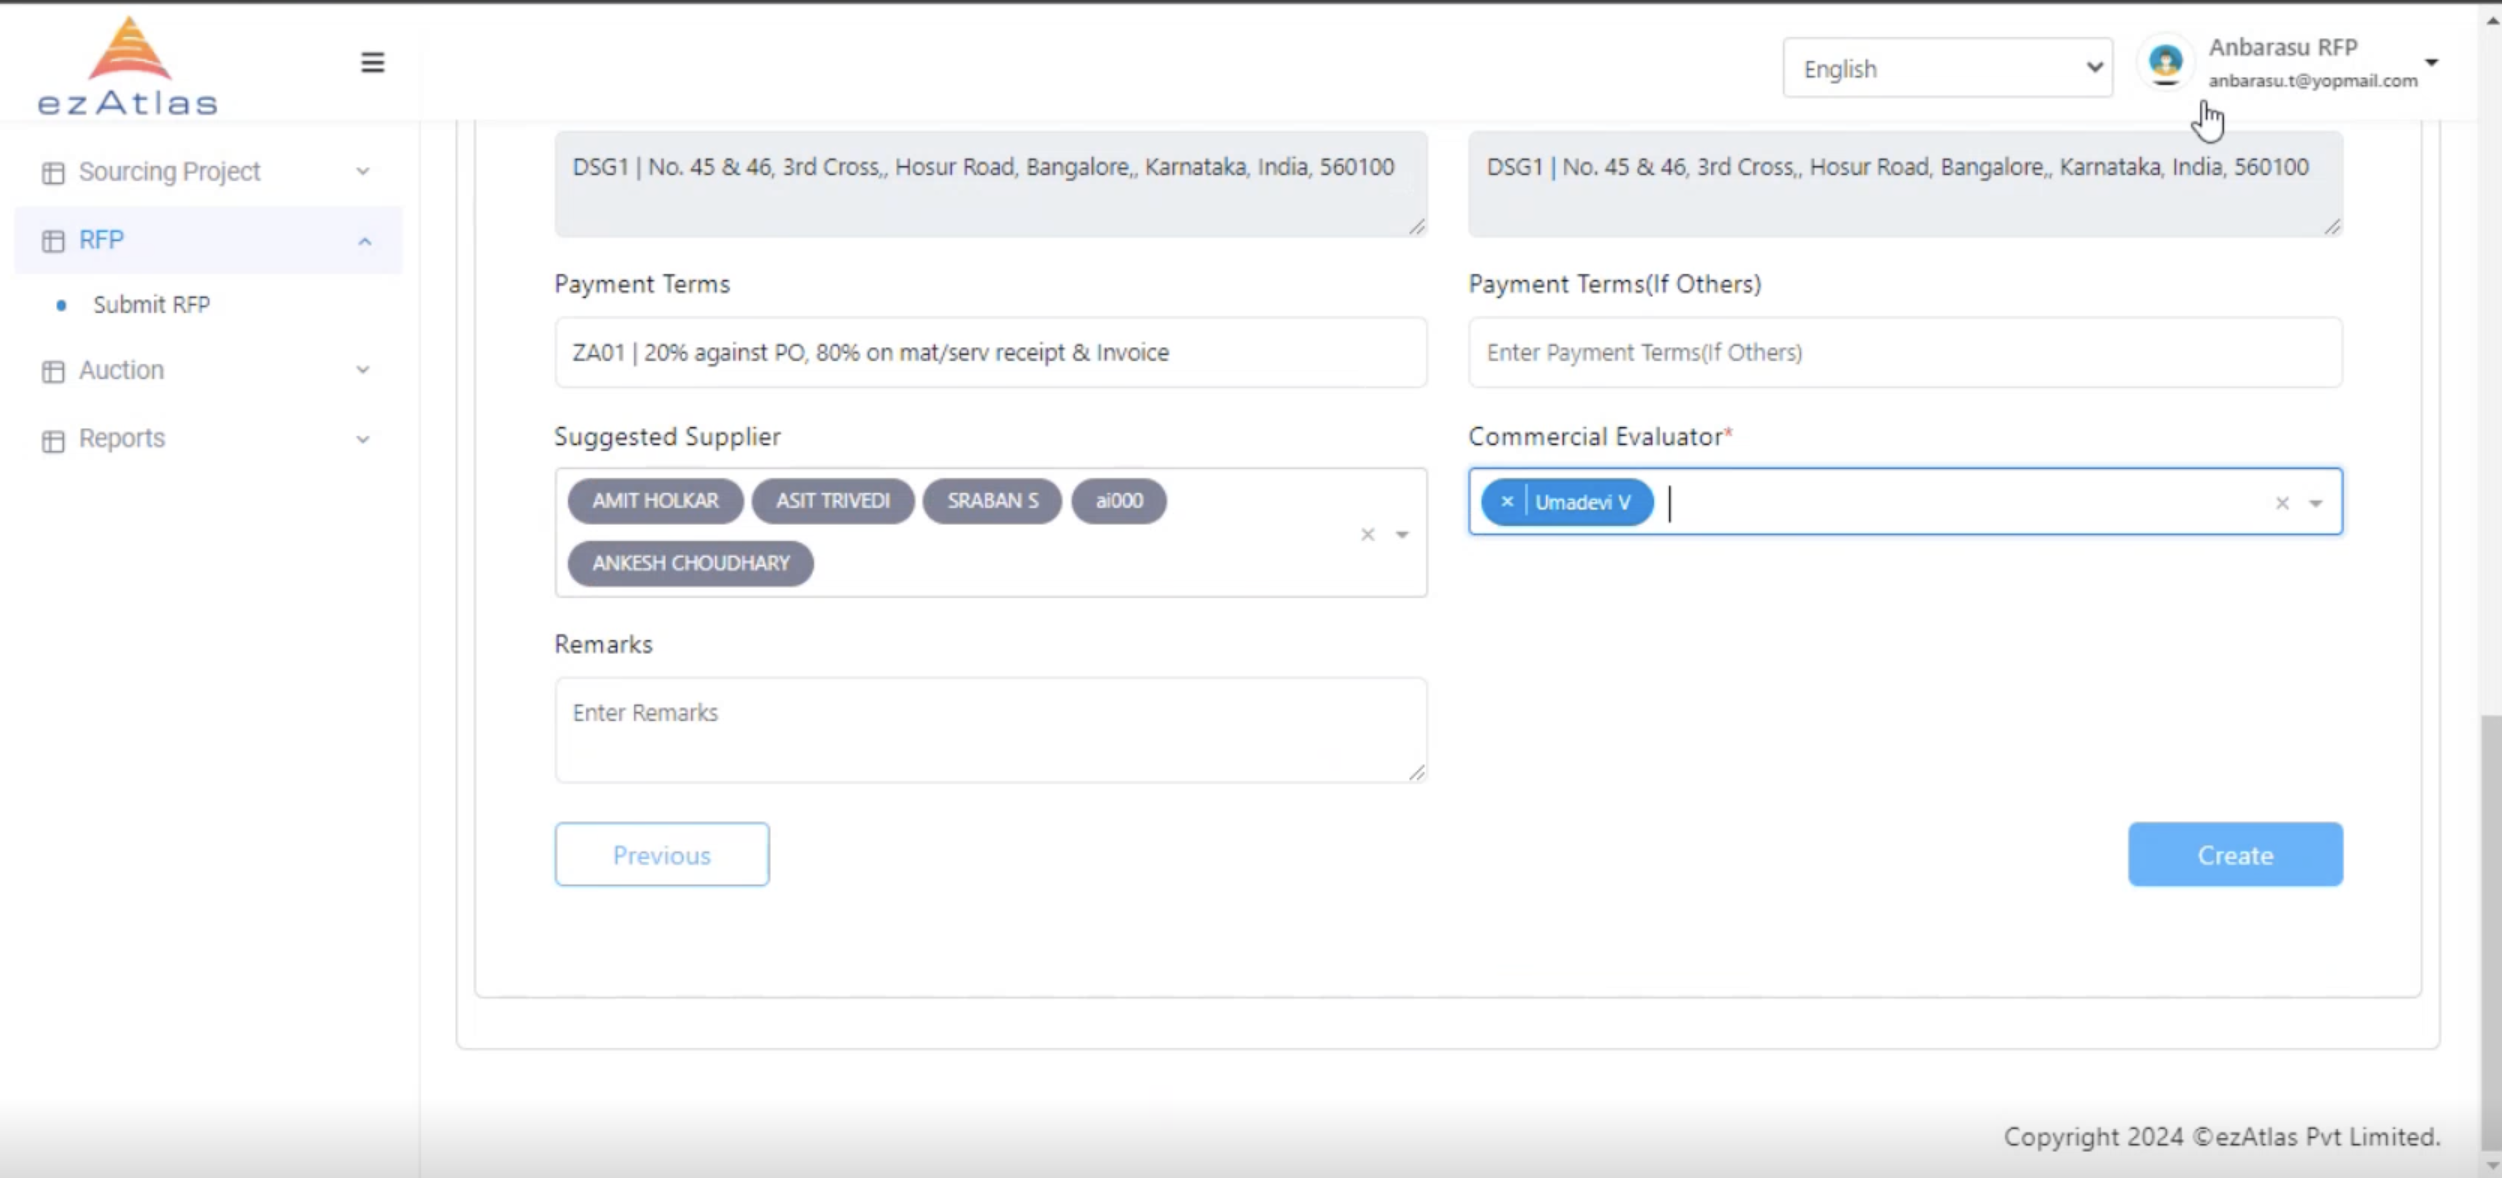 ezAtlas
English
Anbarasu RFP
anbarasu.t@yopmail.com
Sourcing Project
RFP
Submit RFP
Auction
Reports
DSG1 | No. 45 & 46, 3rd Cross,, Hosur Road, Bangalore,, Karnataka, India, 560100
DSG1 | No. 45 & 46, 3rd Cross,, Hosur Road, Bangalore,, Karnataka, India, 560100
Payment Terms
Payment Terms(If Others)
ZA01 | 20% against PO, 80% on mat/serv receipt & Invoice
Enter Payment Terms(If Others)
Suggested Supplier
Commercial Evaluator*
AMIT HOLKAR ASIT TRIVEDI SRABAN S ai000
ANKESH CHOUDHARY
× Umadevi V
Remarks
Enter Remarks
Previous
Create
Copyright 2024 ©ezAtlas Pvt Limited.